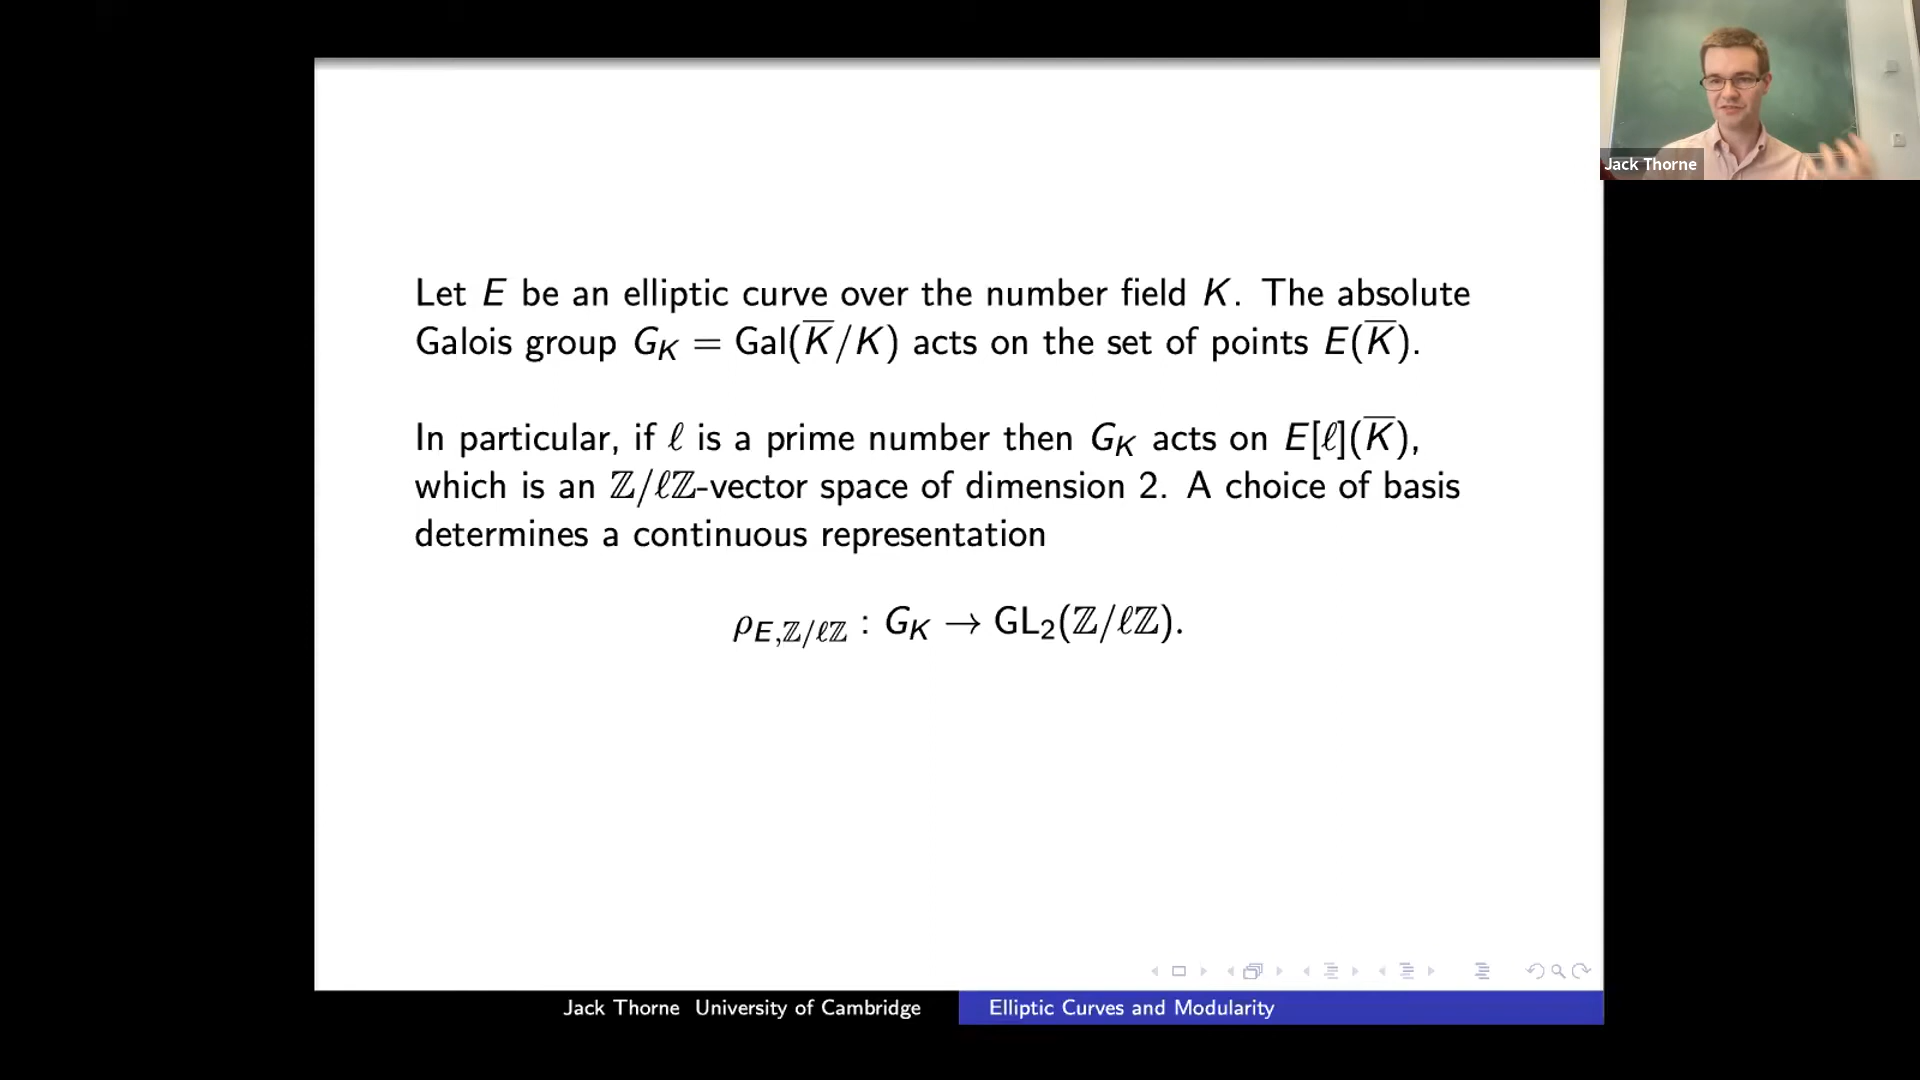 Jack Thorne
Let E be an elliptic curve over the number field K. The absolute
Galois group G_K = Gal(K̅/K) acts on the set of points E(K̅).
In particular, if ℓ is a prime number then G_K acts on E[ℓ](K̅),
which is an ℤ/ℓℤ-vector space of dimension 2. A choice of basis
determines a continuous representation
ρ_{E,ℤ/ℓℤ} : G_K → GL₂(ℤ/ℓℤ).
Jack Thorne University of Cambridge
Elliptic Curves and Modularity